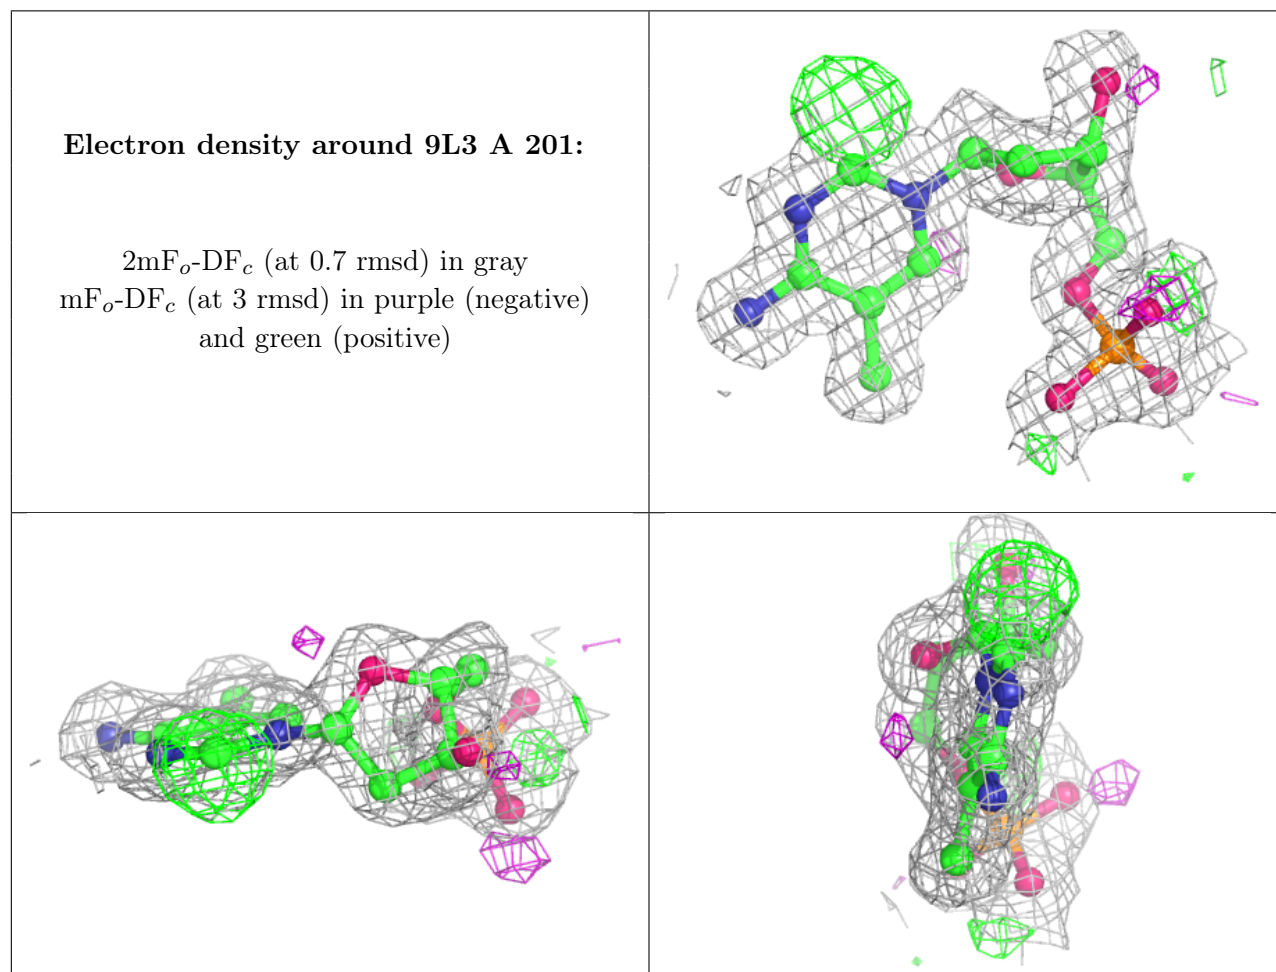 Electron density around 9L3 A 201:
2mFo-DFc (at 0.7 rmsd) in gray
mFo-DFc (at 3 rmsd) in purple (negative)
and green (positive)